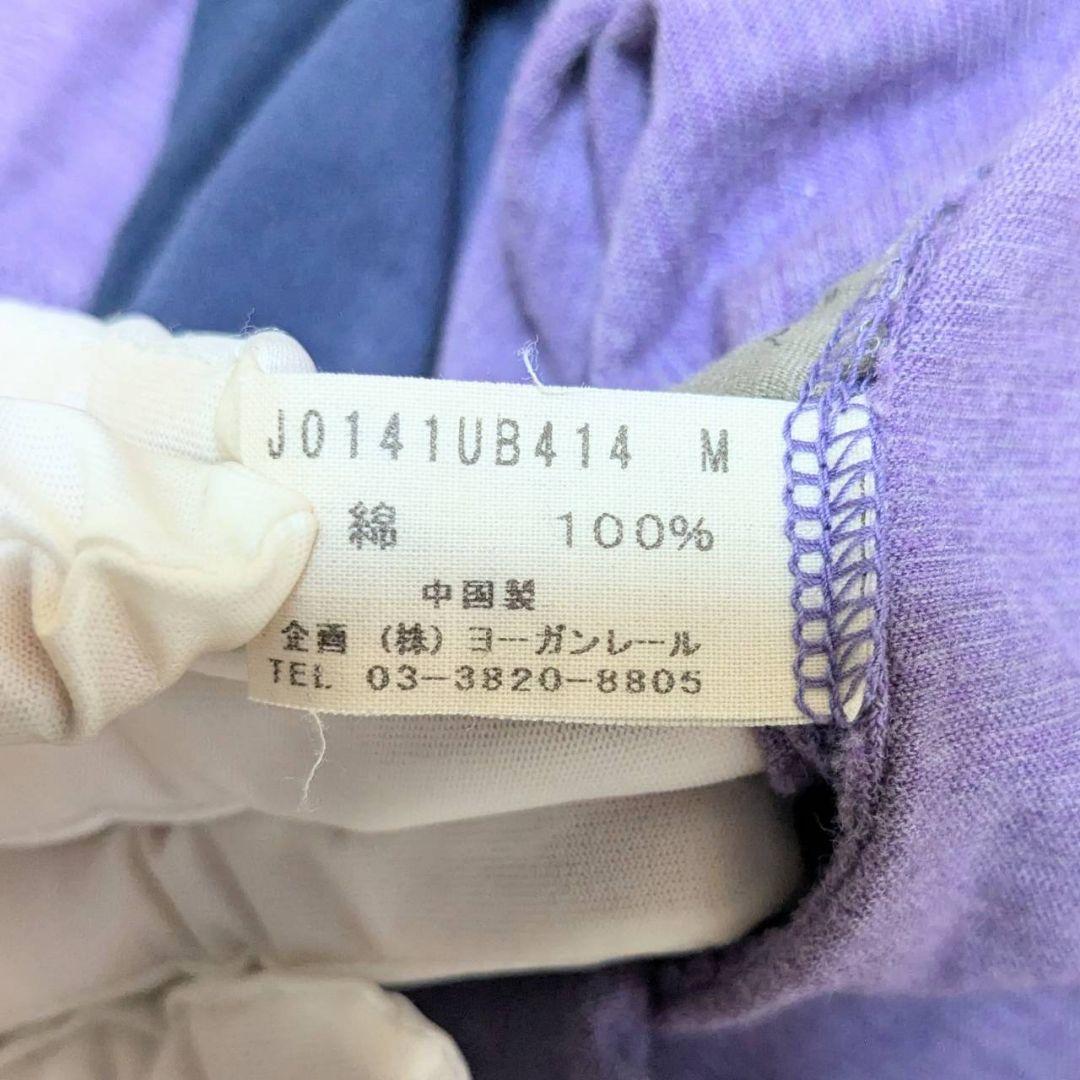 J0141UB414 M
綿 100%
中国製
企画 (株) ヨーガンレール
TEL 03-3820-8805